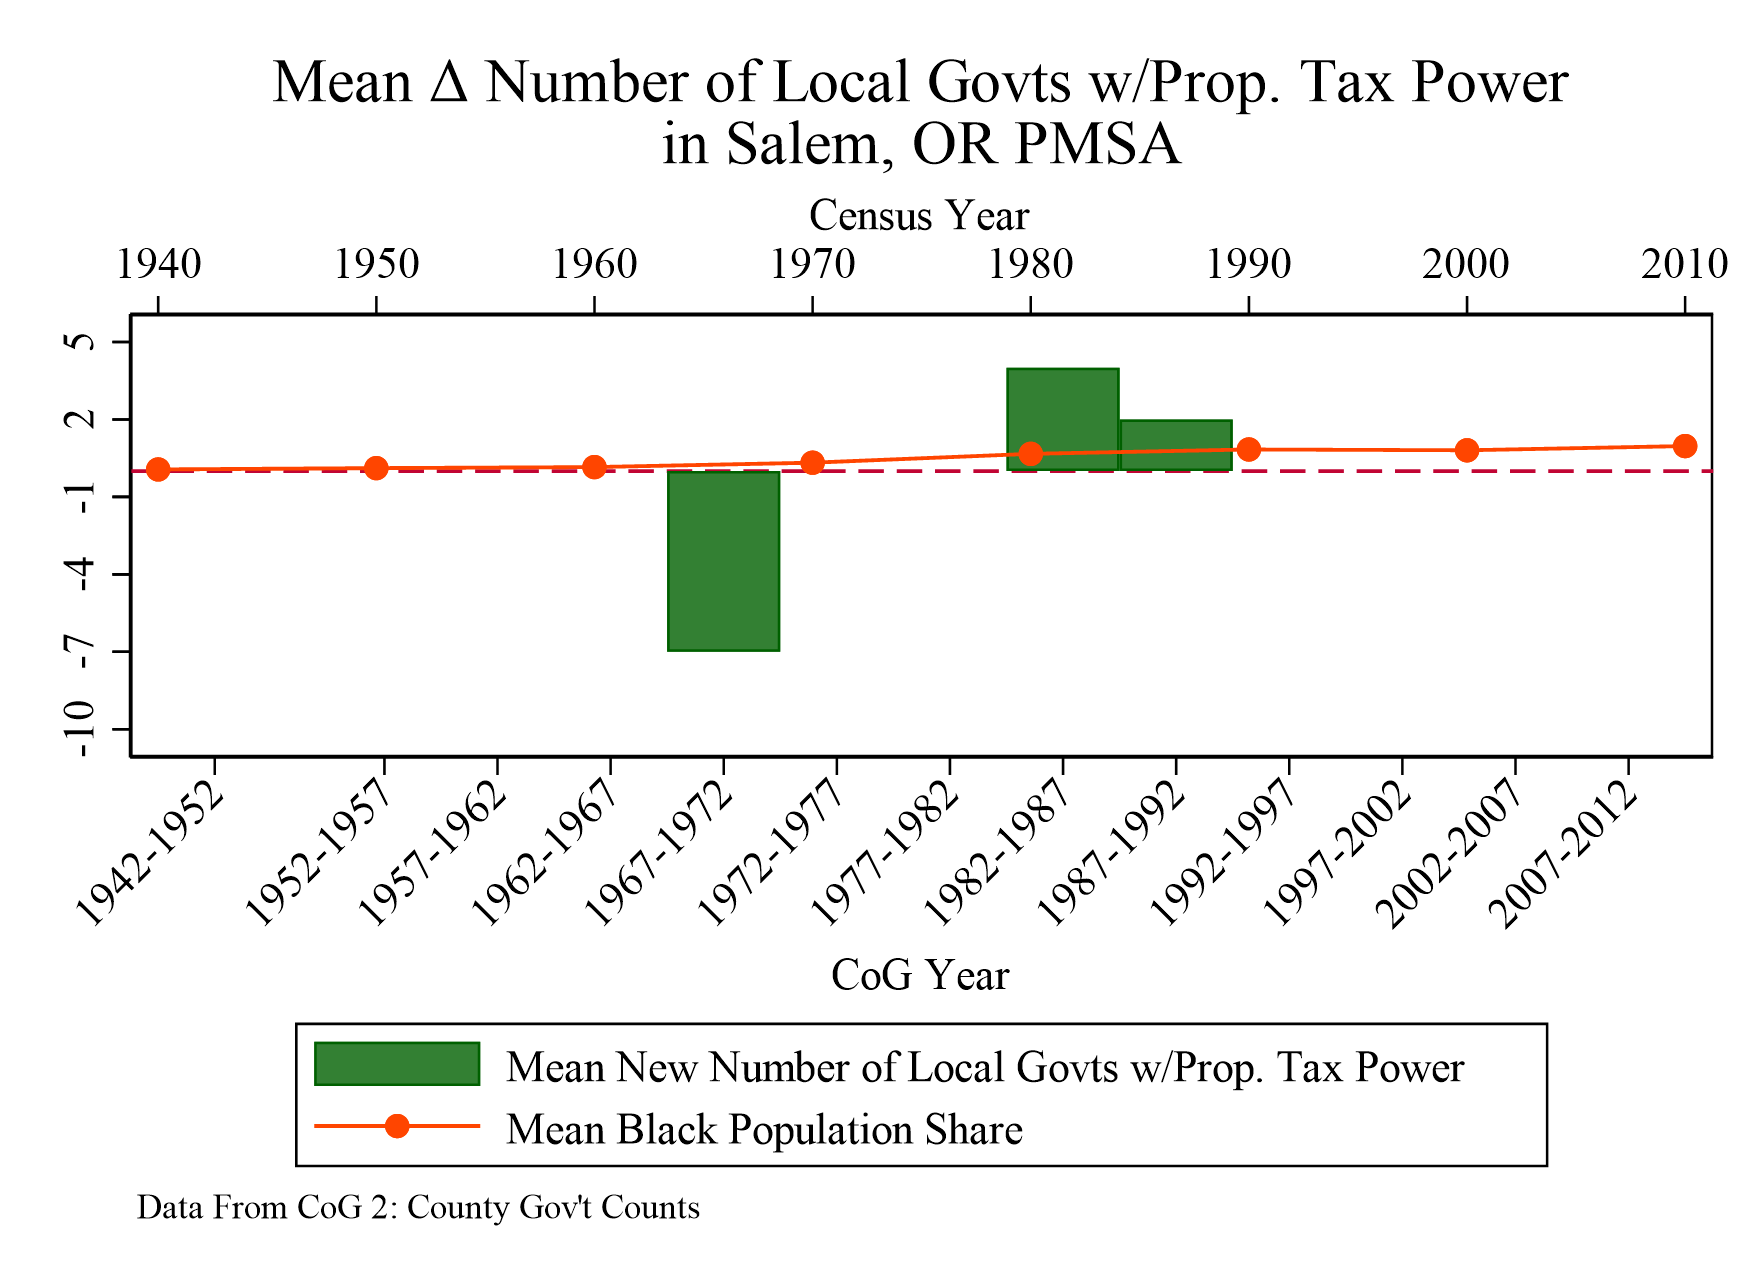 Mean Δ Number of Local Govts w/Prop. Tax Power
in Salem, OR PMSA
Census Year
1940 1950 1960 1970 1980 1990 2000 2010
5
2
-1
-4
-7
-10
1942-1952 1952-1957 1957-1962 1962-1967 1967-1972 1972-1977 1977-1982 1982-1987 1987-1992 1992-1997 1997-2002 2002-2007 2007-2012
CoG Year
Mean New Number of Local Govts w/Prop. Tax Power
Mean Black Population Share
Data From CoG 2: County Gov't Counts